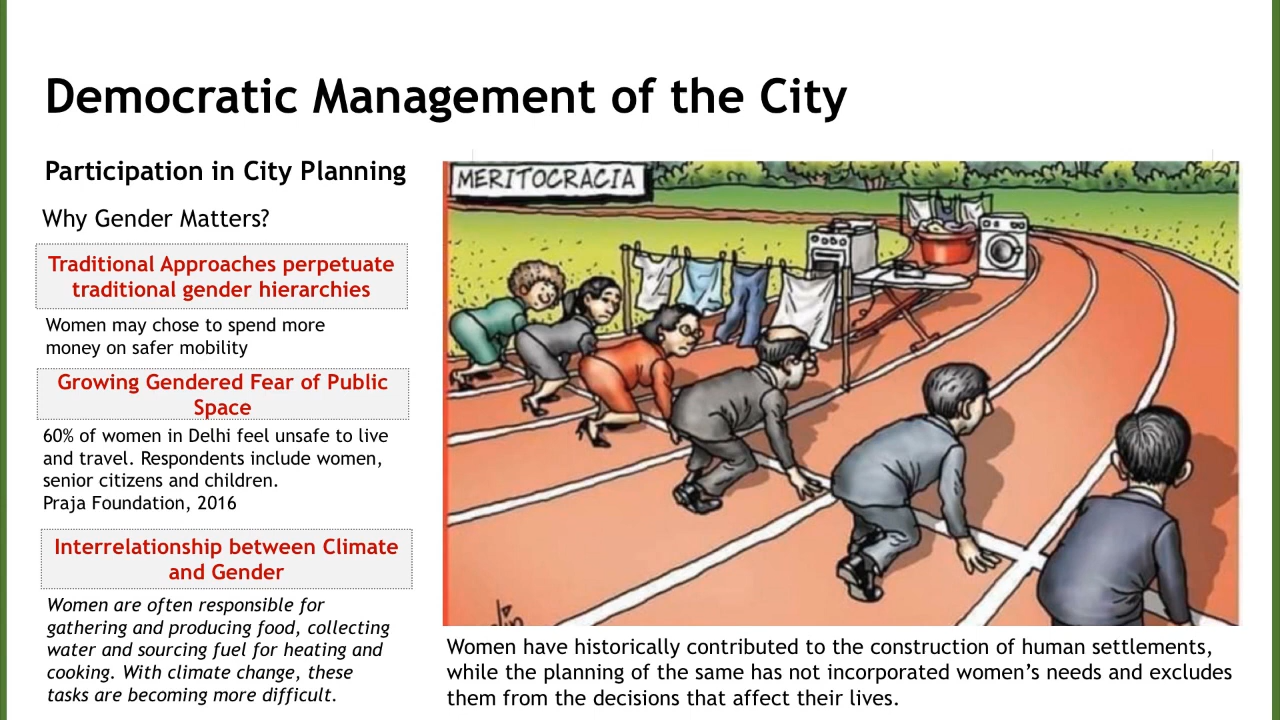 Democratic Management of the City
Participation in City Planning
Why Gender Matters?
Traditional Approaches perpetuate
traditional gender hierarchies
Women may chose to spend more
money on safer mobility
Growing Gendered Fear of Public
Space
60% of women in Delhi feel unsafe to live
and travel. Respondents include women,
senior citizens and children.
Praja Foundation, 2016
Interrelationship between Climate
and Gender
Women are often responsible for
gathering and producing food, collecting
water and sourcing fuel for heating and
cooking. With climate change, these
tasks are becoming more difficult.
MERITOCRACIA
Women have historically contributed to the construction of human settlements,
while the planning of the same has not incorporated women’s needs and excludes
them from the decisions that affect their lives.